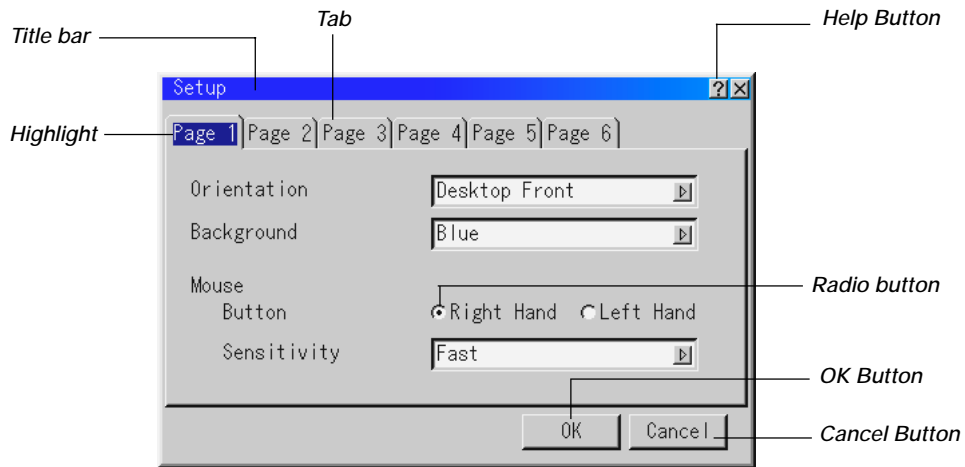 Tab
Help Button
Title bar
Setup
?
Highlight
Page 1 Page 2 Page 3 Page 4 Page 5 Page 6
Orientation Desktop Front
Background Blue
Mouse
Radio button
Button Right Hand Left Hand
Sensitivity Fast
OK Button
OK Cancel
Cancel Button